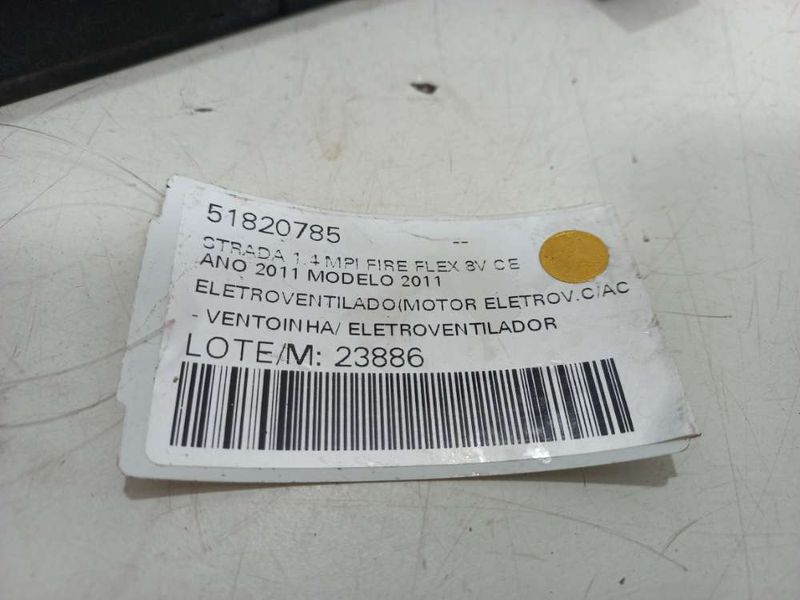 51820785
--
STRADA 1.4 MPI FIRE FLEX 8V CE
ANO 2011 MODELO 2011
ELETROVENTILADO(MOTOR ELETROV.C/AC
- VENTOINHA/ ELETROVENTILADOR
LOTE/M: 23886